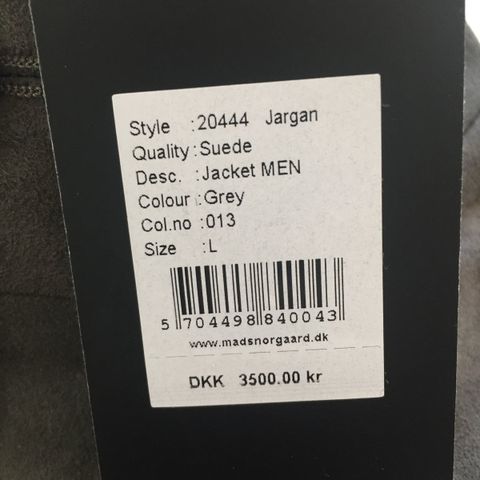 Style :20444 Jargan
Quality:Suede
Desc. :Jacket MEN
Colour :Grey
Col.no :013
Size :L
5 704498 840043
www.madsnorgaard.dk
DKK 3500.00 kr